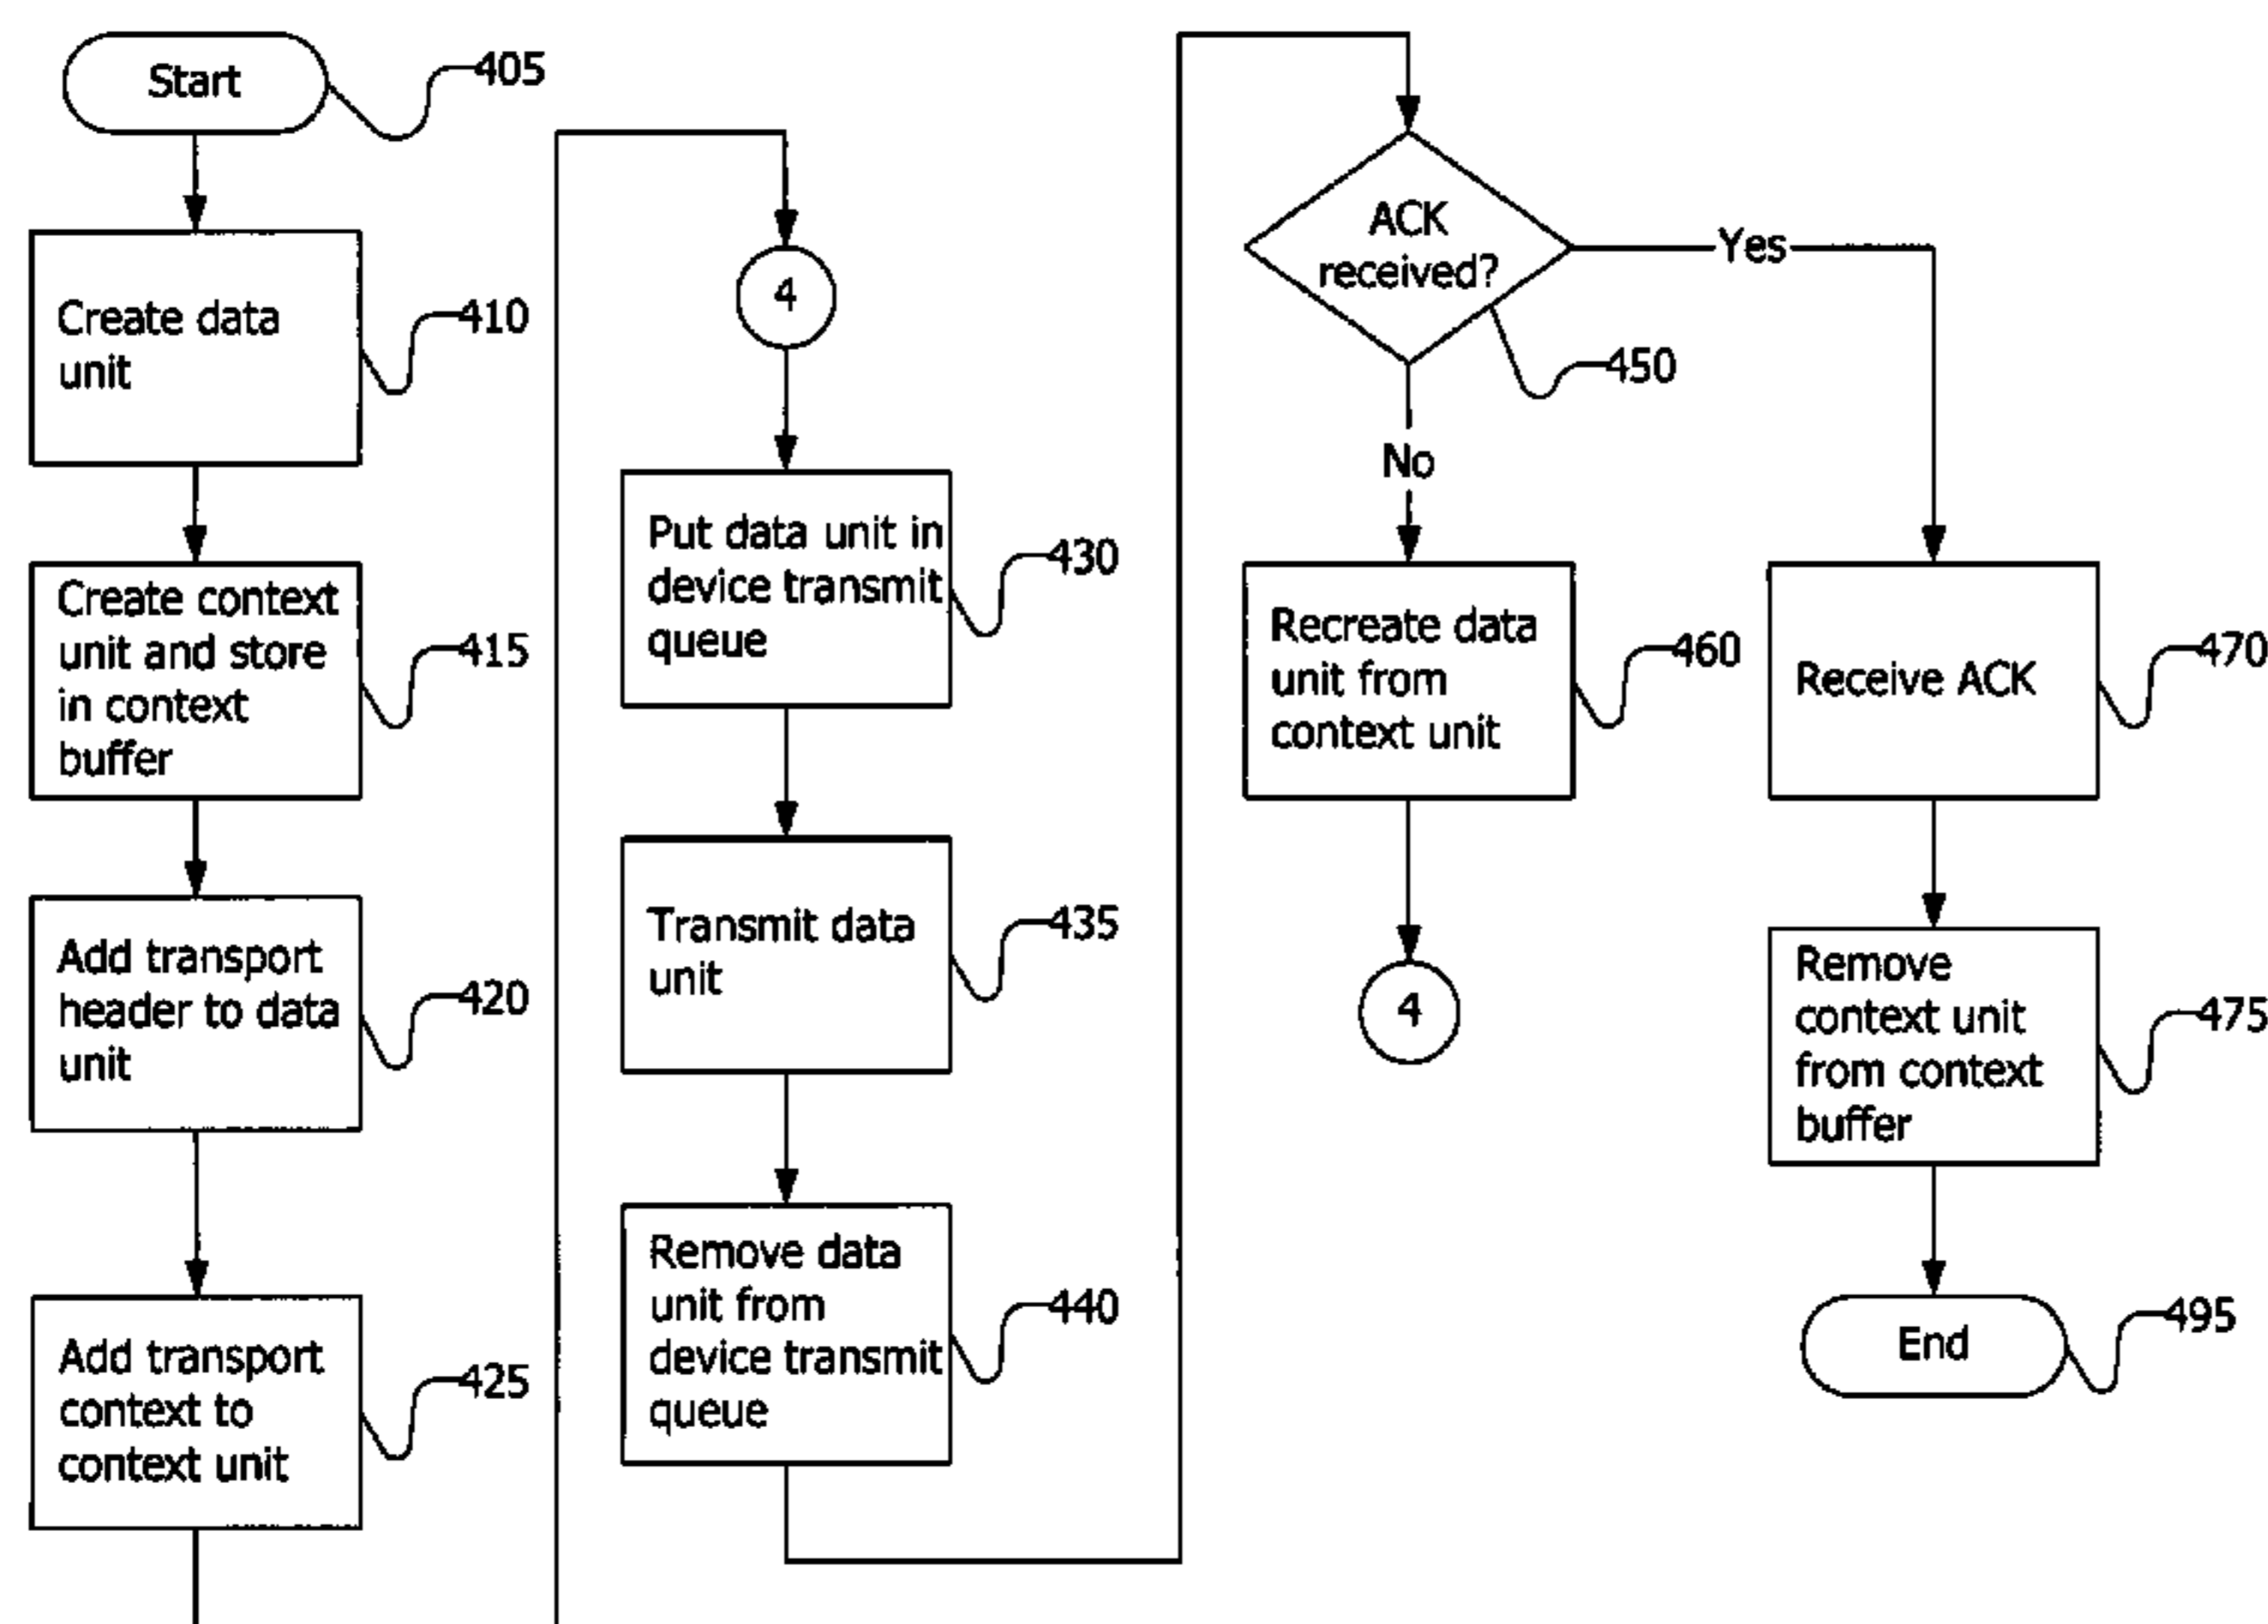 Start
405
Create data
unit
410
Create context
unit and store
in context
buffer
415
Add transport
header to data
unit
420
Add transport
context to
context unit
425
4
Put data unit in
device transmit
queue
430
Transmit data
unit
435
Remove data
unit from
device transmit
queue
440
ACK
received?
450
Yes
No
Recreate data
unit from
context unit
460
4
Receive ACK
470
Remove
context unit
from context
buffer
475
End
495